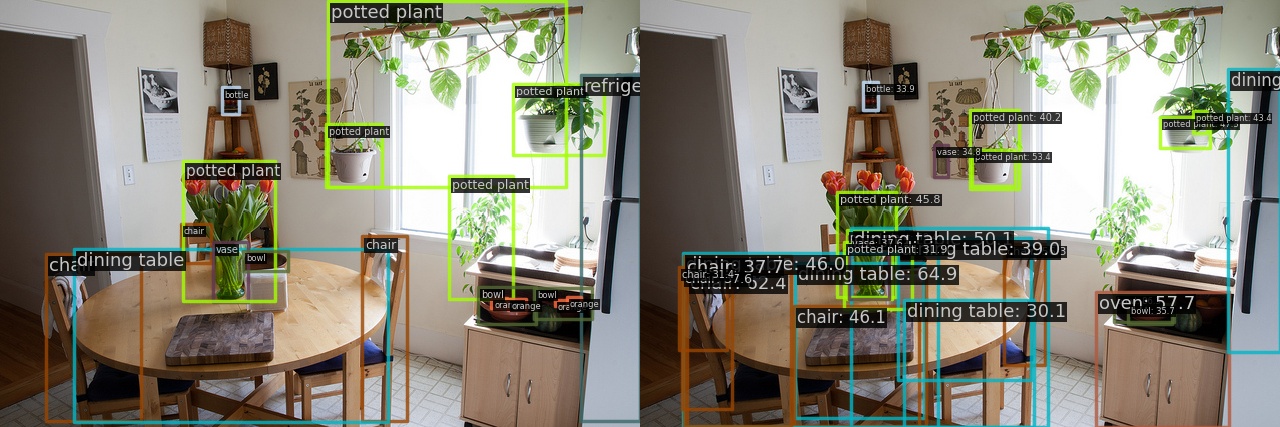 potted plant
bottle
potted plant
refrige
potted plant
potted plant
potted plant
chair
vase
bowl
chair
cha
dining table
bowl
bowl
orange
orange
dining
bottle: 33.9
potted plant: 40.2
potted plant: 43.4
vase: 34.8
potted plant: 53.4
potted plant: 45.8
dining table: 50.1
potted plant: 31.9
g table: 39.0
chair: 37.7
le: 46.0
chair: 31.4
dining table: 64.9
chair: 62.4
oven: 57.7
bowl: 35.7
chair: 46.1
dining table: 30.1